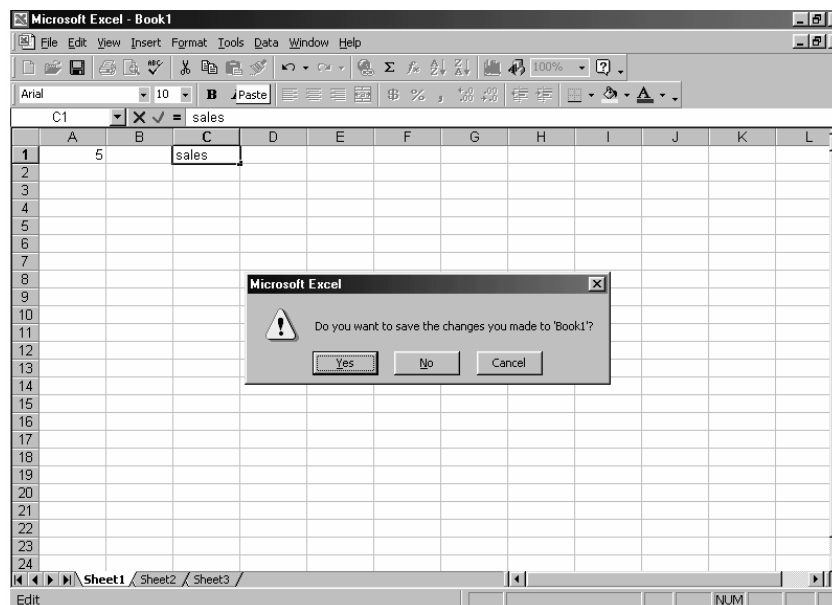 Microsoft Excel - Book1
File Edit View Insert Format Tools Data Window Help
100%
Arial 10 B Paste
C1 = sales
A B C D E F G H I J K L
1 5 sales
2
3
4
5
6
7
8
9
10
11
12
13
14
15
16
17
18
19
20
21
22
23
24
Microsoft Excel
Do you want to save the changes you made to 'Book1'?
Yes No Cancel
Sheet1 Sheet2 Sheet3
Edit NUM